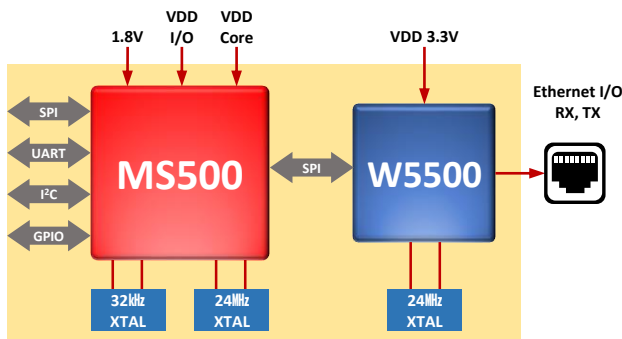 1.8V
VDD
I/O
VDD
Core
VDD 3.3V
Ethernet I/O
RX, TX
SPI
UART
I²C
GPIO
MS500
SPI
W5500
32㎑
XTAL
24㎒
XTAL
24㎒
XTAL